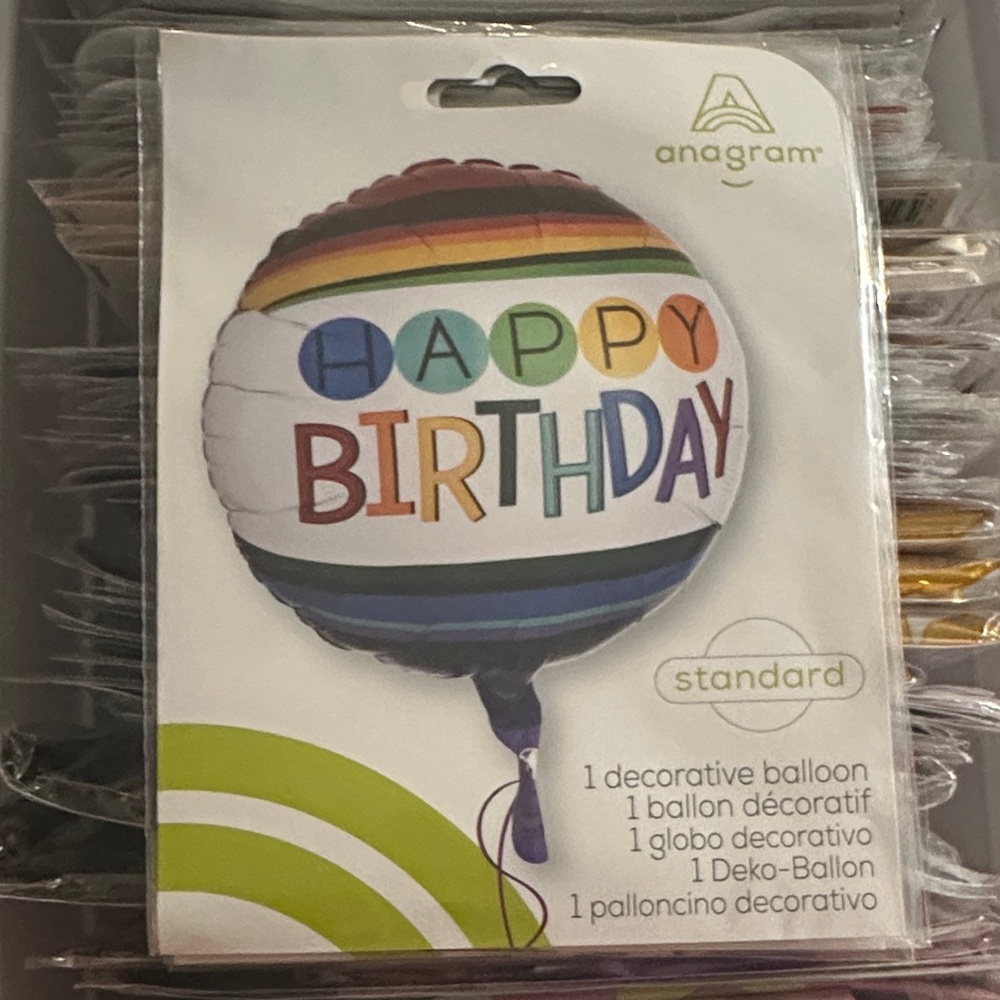 anagram
HAPPY
BIRTHDAY
standard
1 decorative balloon
1 ballon décoratif
1 globo decorativo
1 Deko-Ballon
1 palloncino decorativo